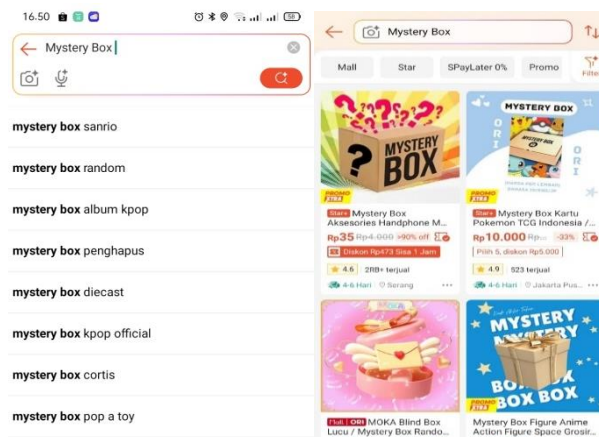 16.50
58
Mystery Box
mystery box sanrio
mystery box random
mystery box album kpop
mystery box penghapus
mystery box diecast
mystery box kpop official
mystery box cortis
mystery box pop a toy
Mystery Box
Mall
Star
SPayLater 0%
Promo
Filter
MYSTERY
BOX
PROMO
XTRA
Star+ Mystery Box
Aksesories Handphone M...
Rp35 Rp4.000 >90% off
Diskon Rp473 Sisa 1 Jam
4.6 2RB+ terjual
4-6 Hari Serang
MYSTERY BOX
ORI
ORI
MYSTERY BOX
PROMO
XTRA
Star+ Mystery Box Kartu
Pokemon TCG Indonesia /...
Rp10.000 Rp... -33%
Pilih 5, diskon Rp5.000
4.9 523 terjual
4-6 Hari Jakarta Pus...
MOKA
Mall | ORI MOKA Blind Box
Lucu / Mystery Box Rando...
MYSTERY
MYSTERY
BOX BOX
PROMO
XTRA
Mystery Box Figure Anime
Action Figure Space Grosir...